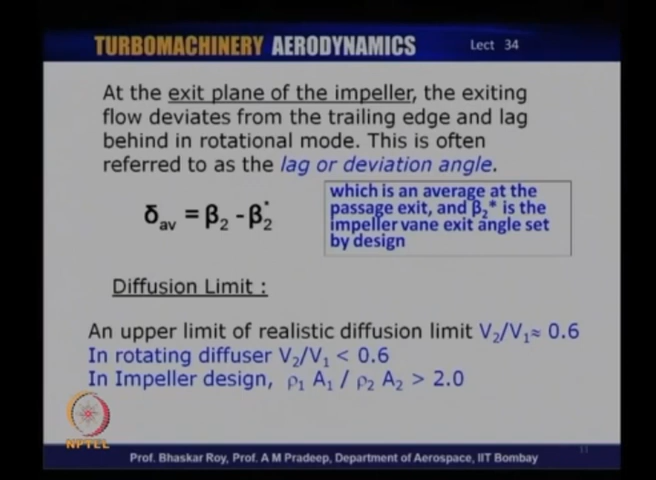 TURBOMACHINERY AERODYNAMICS Lect 34
At the exit plane of the impeller, the exiting
flow deviates from the trailing edge and lag
behind in rotational mode. This is often
referred to as the lag or deviation angle.
δav = β2 - β2*
which is an average at the
passage exit, and β2* is the
impeller vane exit angle set
by design
Diffusion Limit :
An upper limit of realistic diffusion limit V2/V1≈ 0.6
In rotating diffuser V2/V1 < 0.6
In Impeller design, ρ1 A1 / ρ2 A2 > 2.0
NPTEL
Prof. Bhaskar Roy, Prof. A M Pradeep, Department of Aerospace, IIT Bombay
11